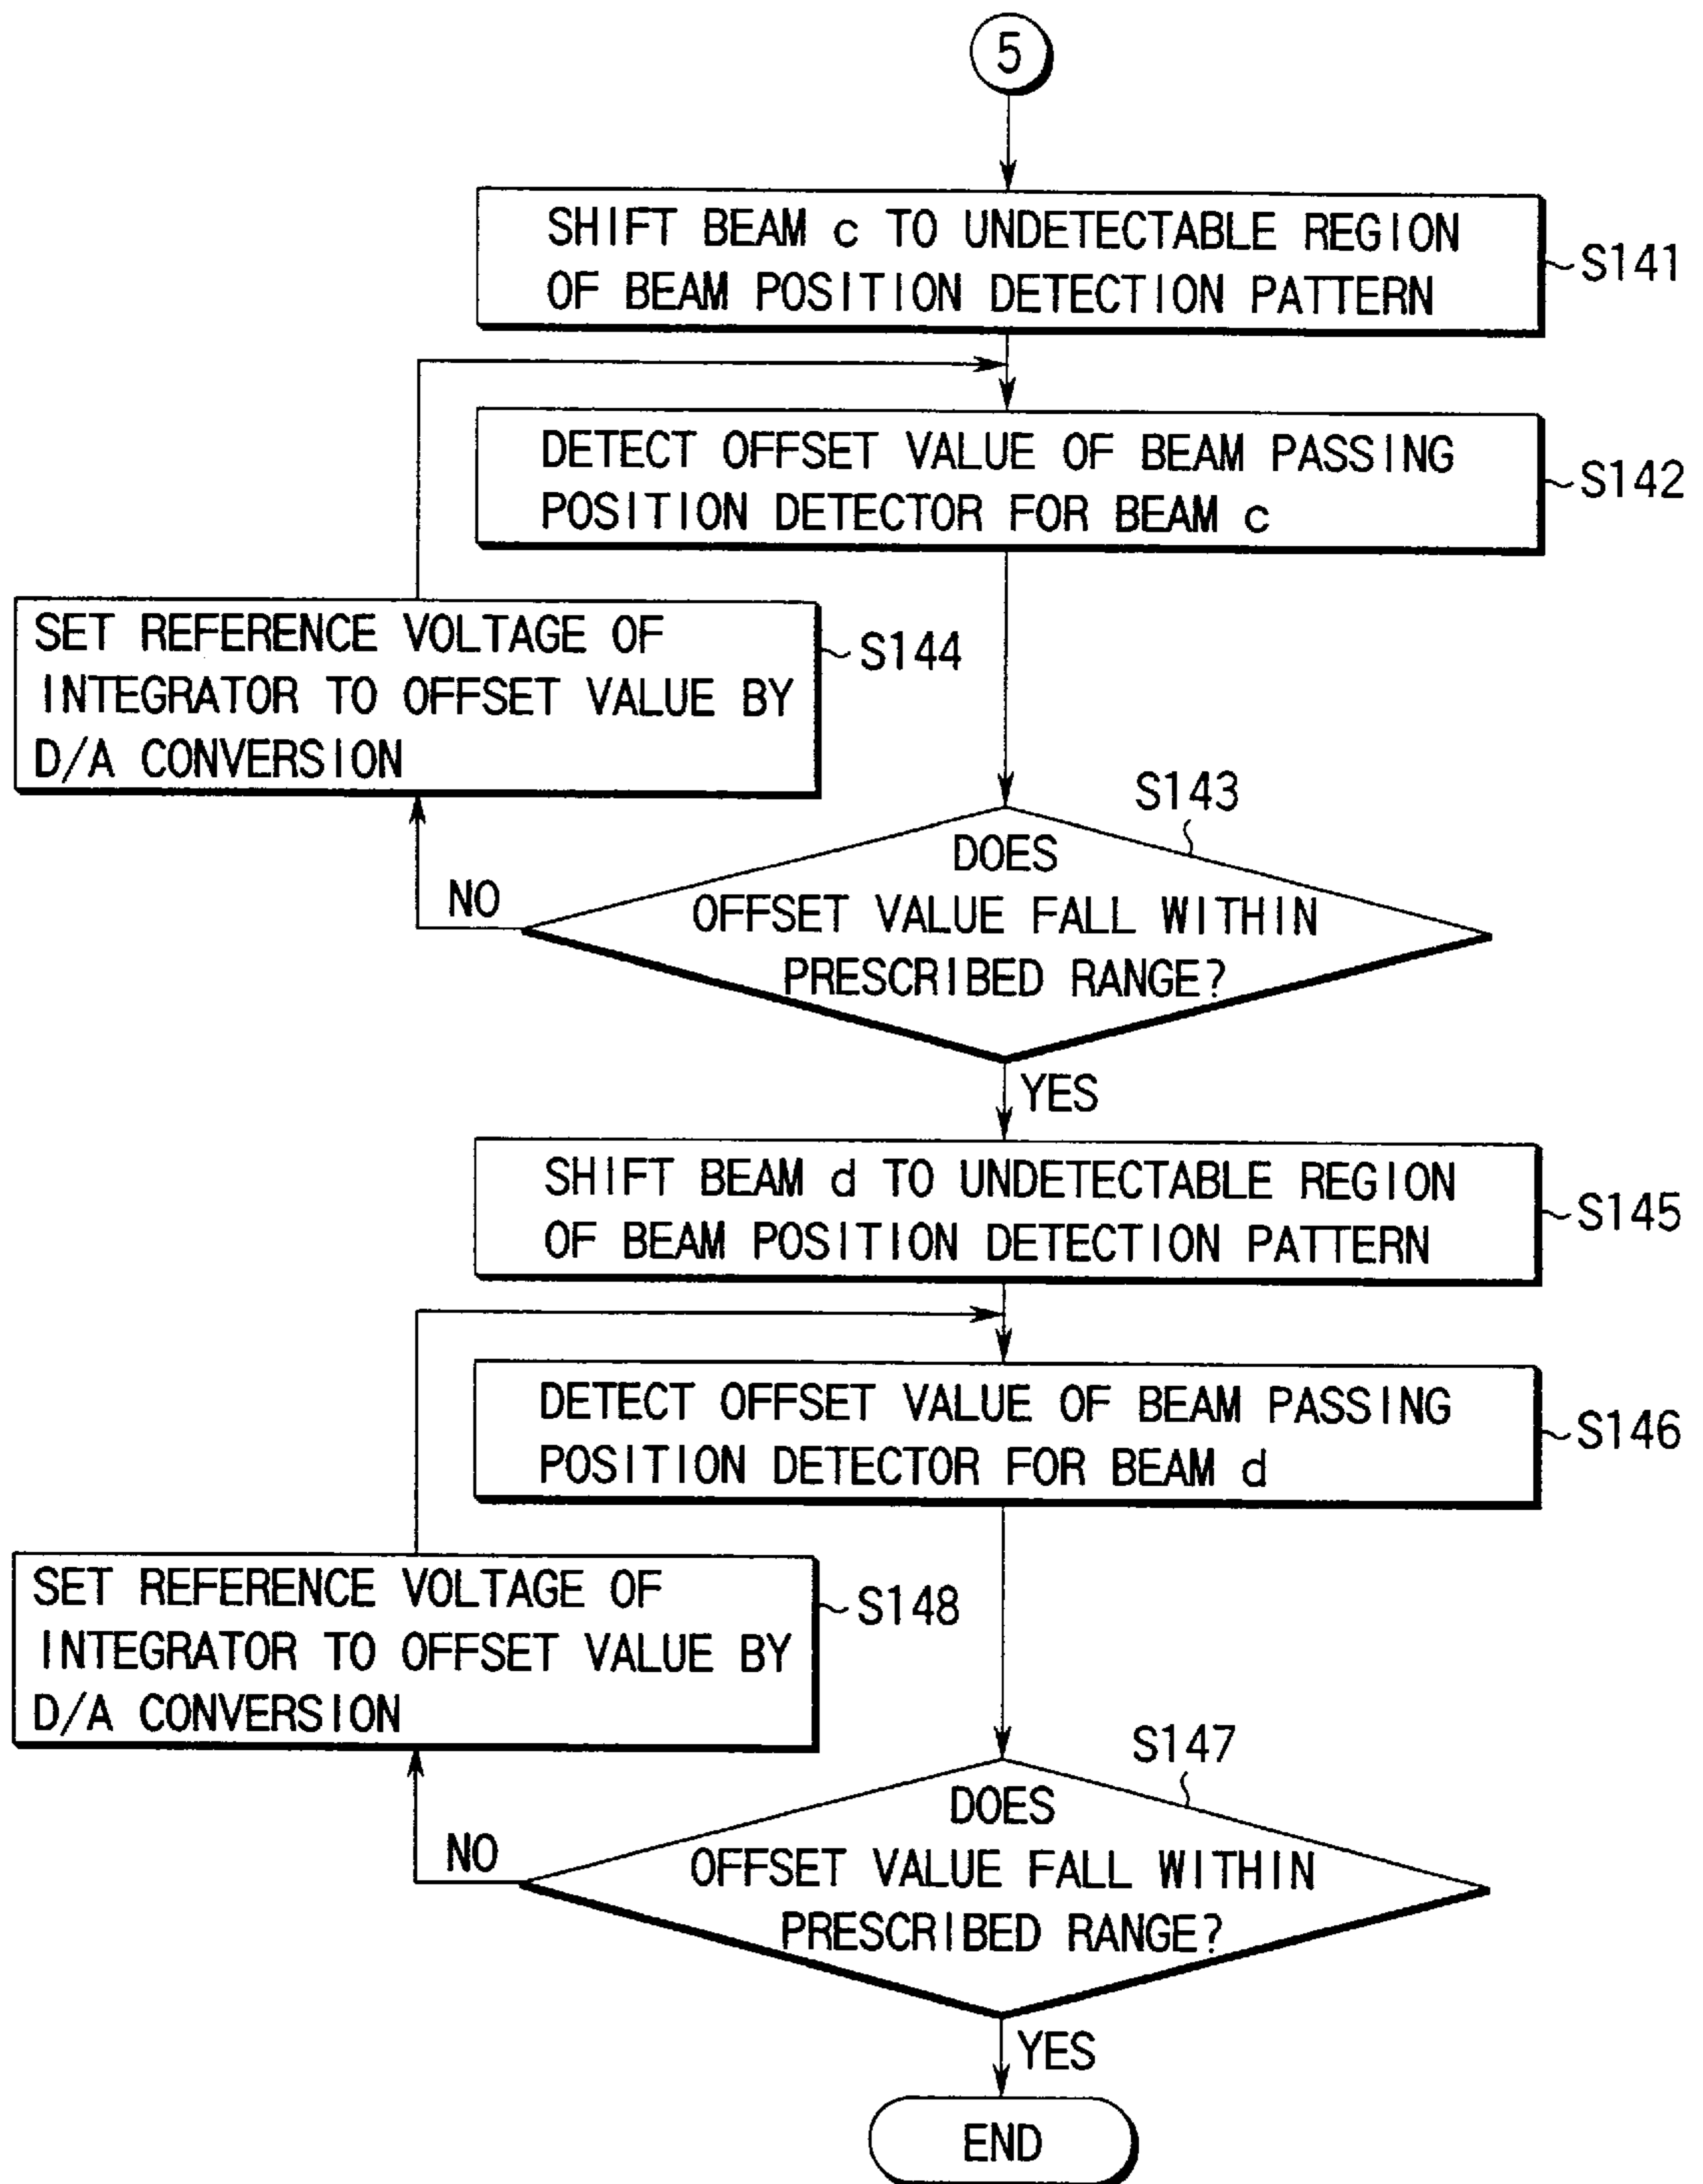 5
SHIFT BEAM c TO UNDETECTABLE REGION
OF BEAM POSITION DETECTION PATTERN
S141
DETECT OFFSET VALUE OF BEAM PASSING
POSITION DETECTOR FOR BEAM c
S142
SET REFERENCE VOLTAGE OF
INTEGRATOR TO OFFSET VALUE BY
D/A CONVERSION
S144
S143
DOES
OFFSET VALUE FALL WITHIN
PRESCRIBED RANGE?
NO
YES
SHIFT BEAM d TO UNDETECTABLE REGION
OF BEAM POSITION DETECTION PATTERN
S145
DETECT OFFSET VALUE OF BEAM PASSING
POSITION DETECTOR FOR BEAM d
S146
SET REFERENCE VOLTAGE OF
INTEGRATOR TO OFFSET VALUE BY
D/A CONVERSION
S148
S147
DOES
OFFSET VALUE FALL WITHIN
PRESCRIBED RANGE?
NO
YES
END